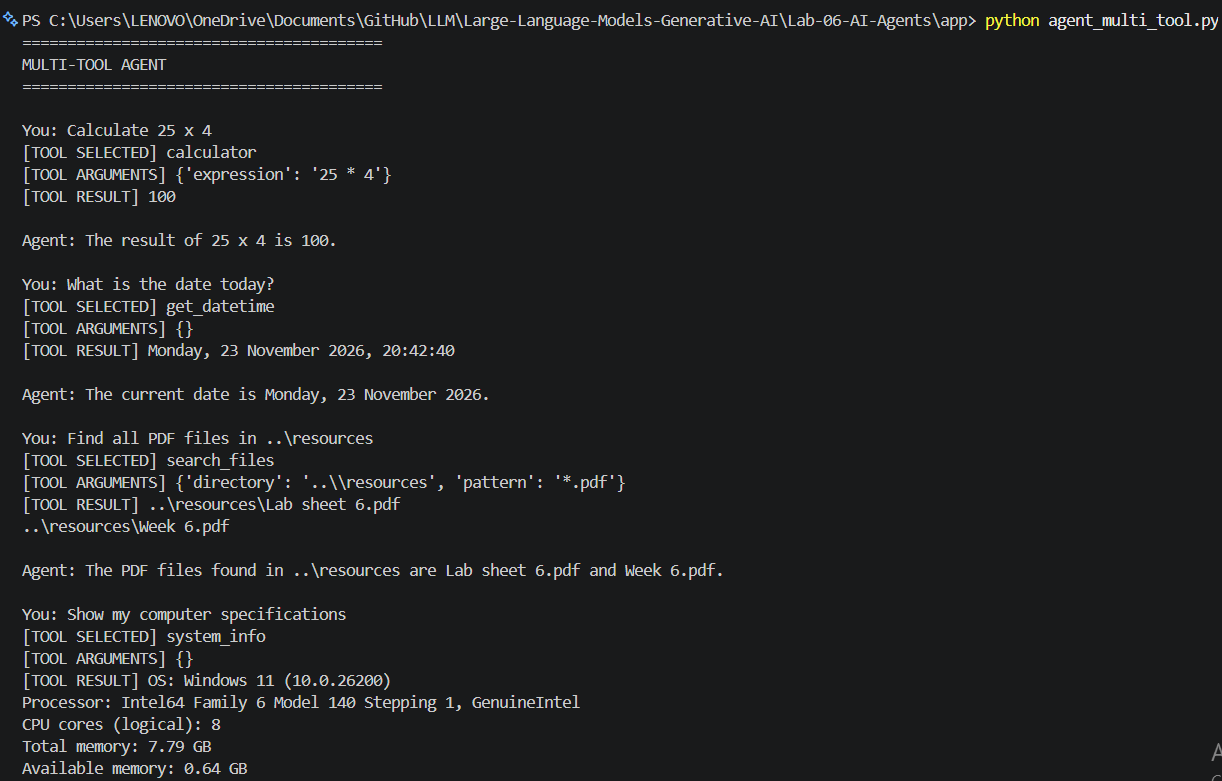 PS C:\Users\LENOVO\OneDrive\Documents\GitHub\LLM\Large-Language-Models-Generative-AI\Lab-06-AI-Agents\app> python agent_multi_tool.py
========================================
MULTI-TOOL AGENT
========================================
You: Calculate 25 x 4
[TOOL SELECTED] calculator
[TOOL ARGUMENTS] {'expression': '25 * 4'}
[TOOL RESULT] 100
Agent: The result of 25 x 4 is 100.
You: What is the date today?
[TOOL SELECTED] get_datetime
[TOOL ARGUMENTS] {}
[TOOL RESULT] Monday, 23 November 2026, 20:42:40
Agent: The current date is Monday, 23 November 2026.
You: Find all PDF files in ..\resources
[TOOL SELECTED] search_files
[TOOL ARGUMENTS] {'directory': '..\\resources', 'pattern': '*.pdf'}
[TOOL RESULT] ..\resources\Lab sheet 6.pdf
..\resources\Week 6.pdf
Agent: The PDF files found in ..\resources are Lab sheet 6.pdf and Week 6.pdf.
You: Show my computer specifications
[TOOL SELECTED] system_info
[TOOL ARGUMENTS] {}
[TOOL RESULT] OS: Windows 11 (10.0.26200)
Processor: Intel64 Family 6 Model 140 Stepping 1, GenuineIntel
CPU cores (logical): 8
Total memory: 7.79 GB
Available memory: 0.64 GB